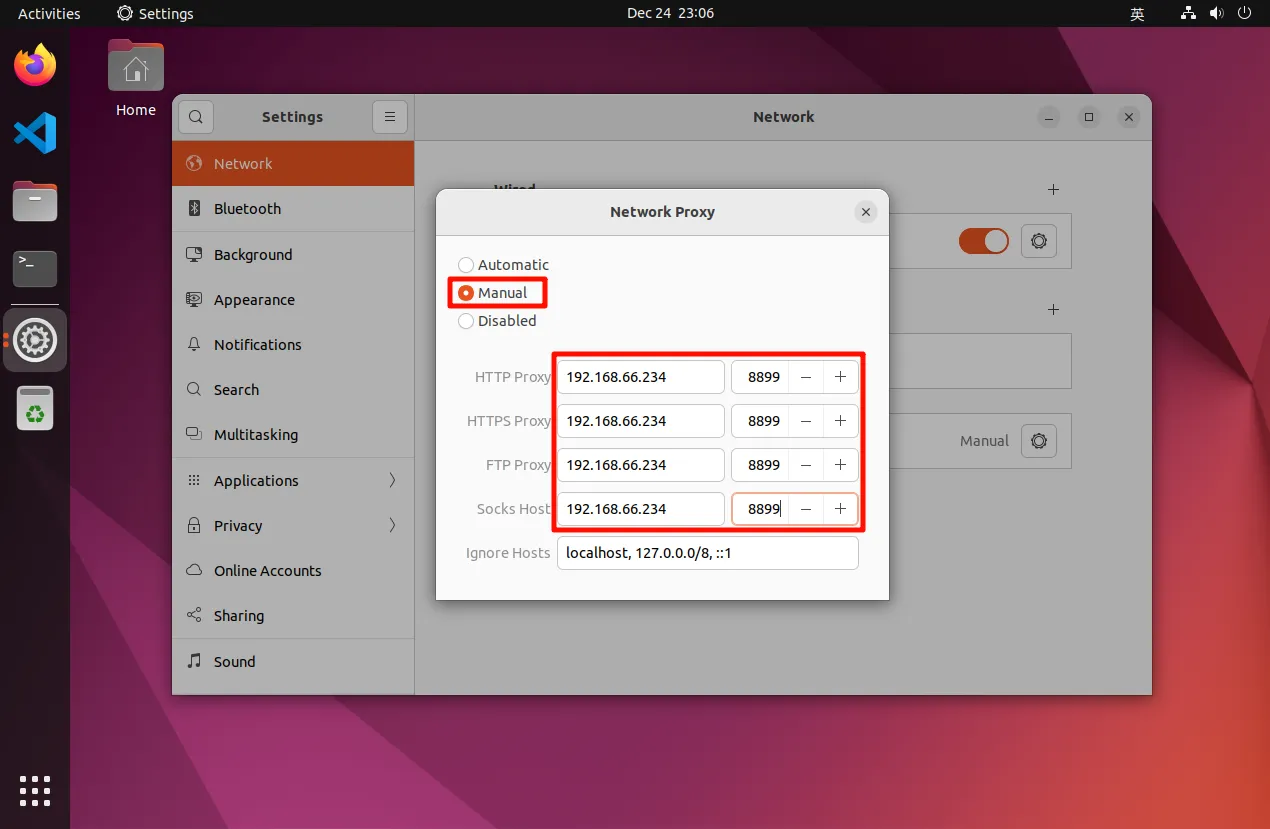 Activities Settings Dec 24 23:06 英
Home
Settings
Network
Bluetooth
Background
Appearance
Notifications
Search
Multitasking
Applications
Privacy
Online Accounts
Sharing
Sound
Network
Wired
Manual
Network Proxy
Automatic
Manual
Disabled
HTTP Proxy 192.168.66.234 8899 − +
HTTPS Proxy 192.168.66.234 8899 − +
FTP Proxy 192.168.66.234 8899 − +
Socks Host 192.168.66.234 8899 − +
Ignore Hosts localhost, 127.0.0.0/8, ::1